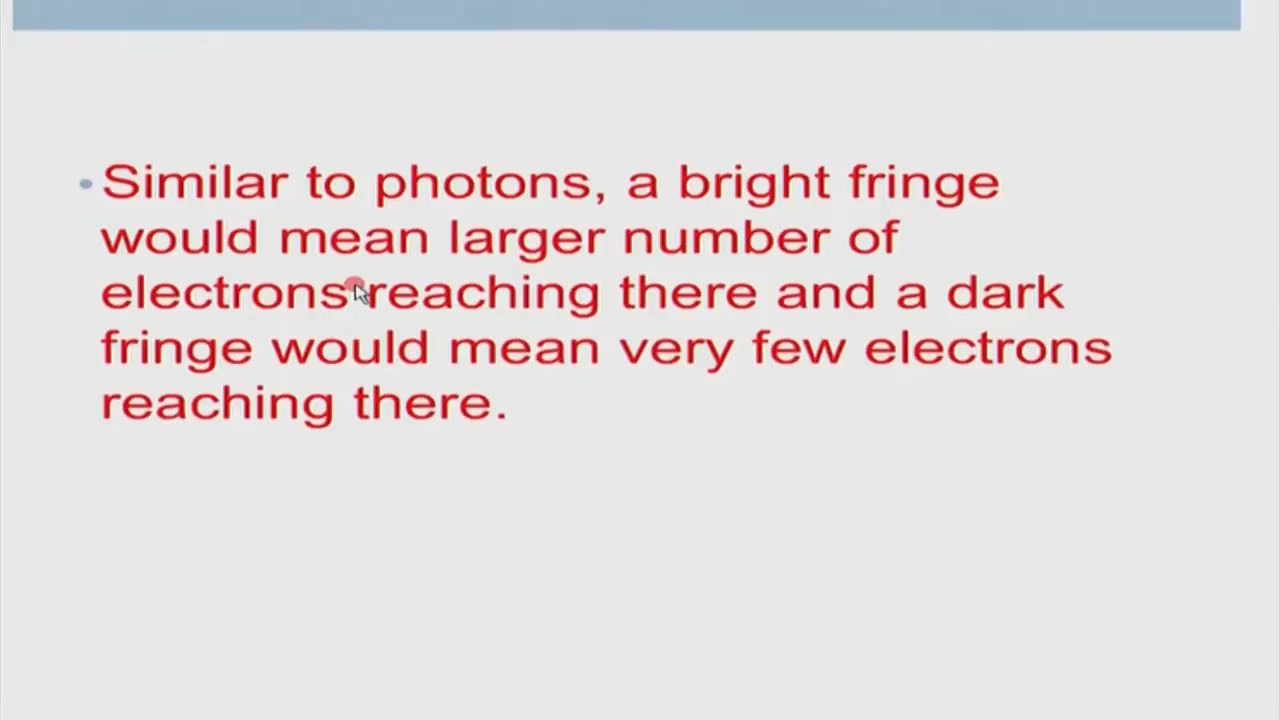 • Similar to photons, a bright fringe
would mean larger number of
electrons reaching there and a dark
fringe would mean very few electrons
reaching there.